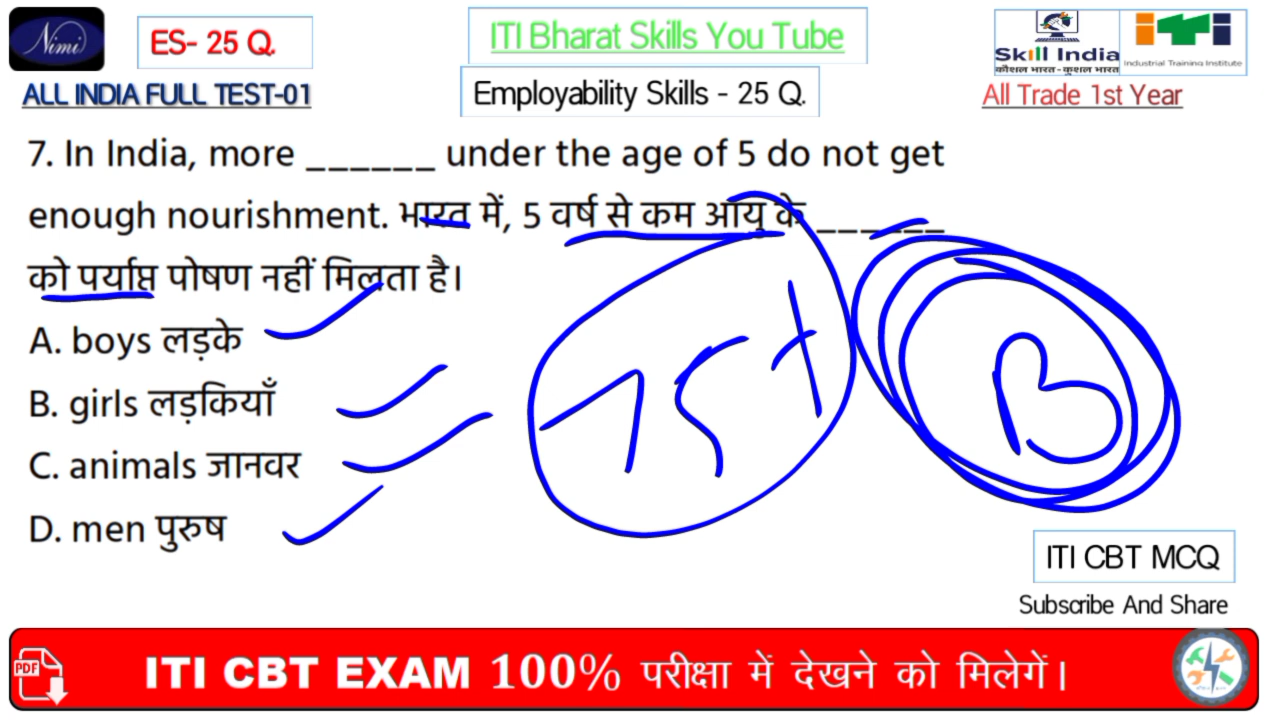 Nimi
ES- 25 Q.
ITI Bharat Skills You Tube
Skill India
कौशल भारत - कुशल भारत
Industrial Training Institute
ALL INDIA FULL TEST-01
Employability Skills - 25 Q.
All Trade 1st Year
7. In India, more ______ under the age of 5 do not get
enough nourishment. भारत में, 5 वर्ष से कम आयु के ______
को पर्याप्त पोषण नहीं मिलता है।
A. boys लड़के
B. girls लड़कियाँ
C. animals जानवर
D. men पुरुष
75+
B
ITI CBT MCQ
Subscribe And Share
PDF
ITI CBT EXAM 100% परीक्षा में देखने को मिलेगें।